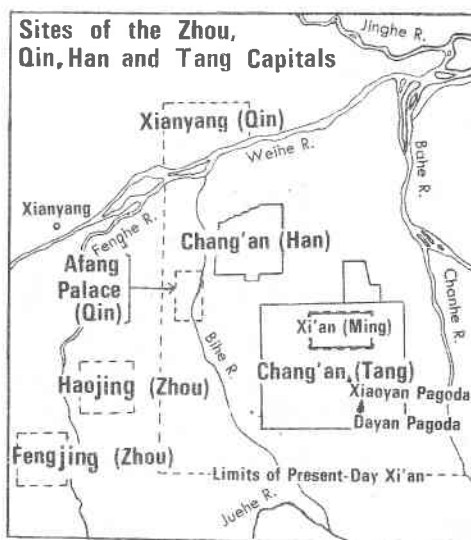 Sites of the Zhou,
Qin, Han and Tang Capitals
Jinghe R.
Xianyang (Qin)
Weihe R.
Bahe R.
Xianyang
Fenghe R.
Chang'an (Han)
Afang
Palace
(Qin)
Chanhe R.
Xi'an (Ming)
Bihe R.
Chang'an (Tang)
Haojing (Zhou)
Xiaoyan Pagoda
Dayan Pagoda
Fengjing (Zhou)
Limits of Present-Day Xi'an
Juehe R.